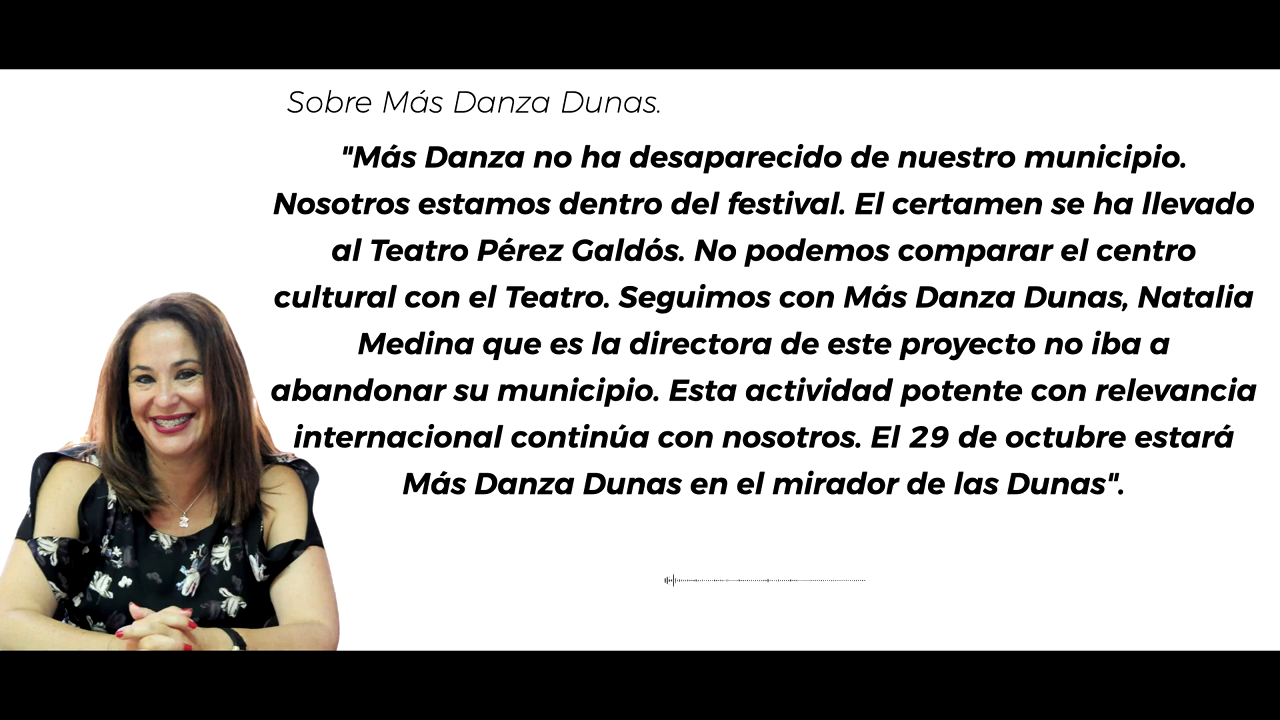 Sobre Más Danza Dunas.
"Más Danza no ha desaparecido de nuestro municipio.
Nosotros estamos dentro del festival. El certamen se ha llevado
al Teatro Pérez Galdós. No podemos comparar el centro
cultural con el Teatro. Seguimos con Más Danza Dunas, Natalia
Medina que es la directora de este proyecto no iba a
abandonar su municipio. Esta actividad potente con relevancia
internacional continúa con nosotros. El 29 de octubre estará
Más Danza Dunas en el mirador de las Dunas".